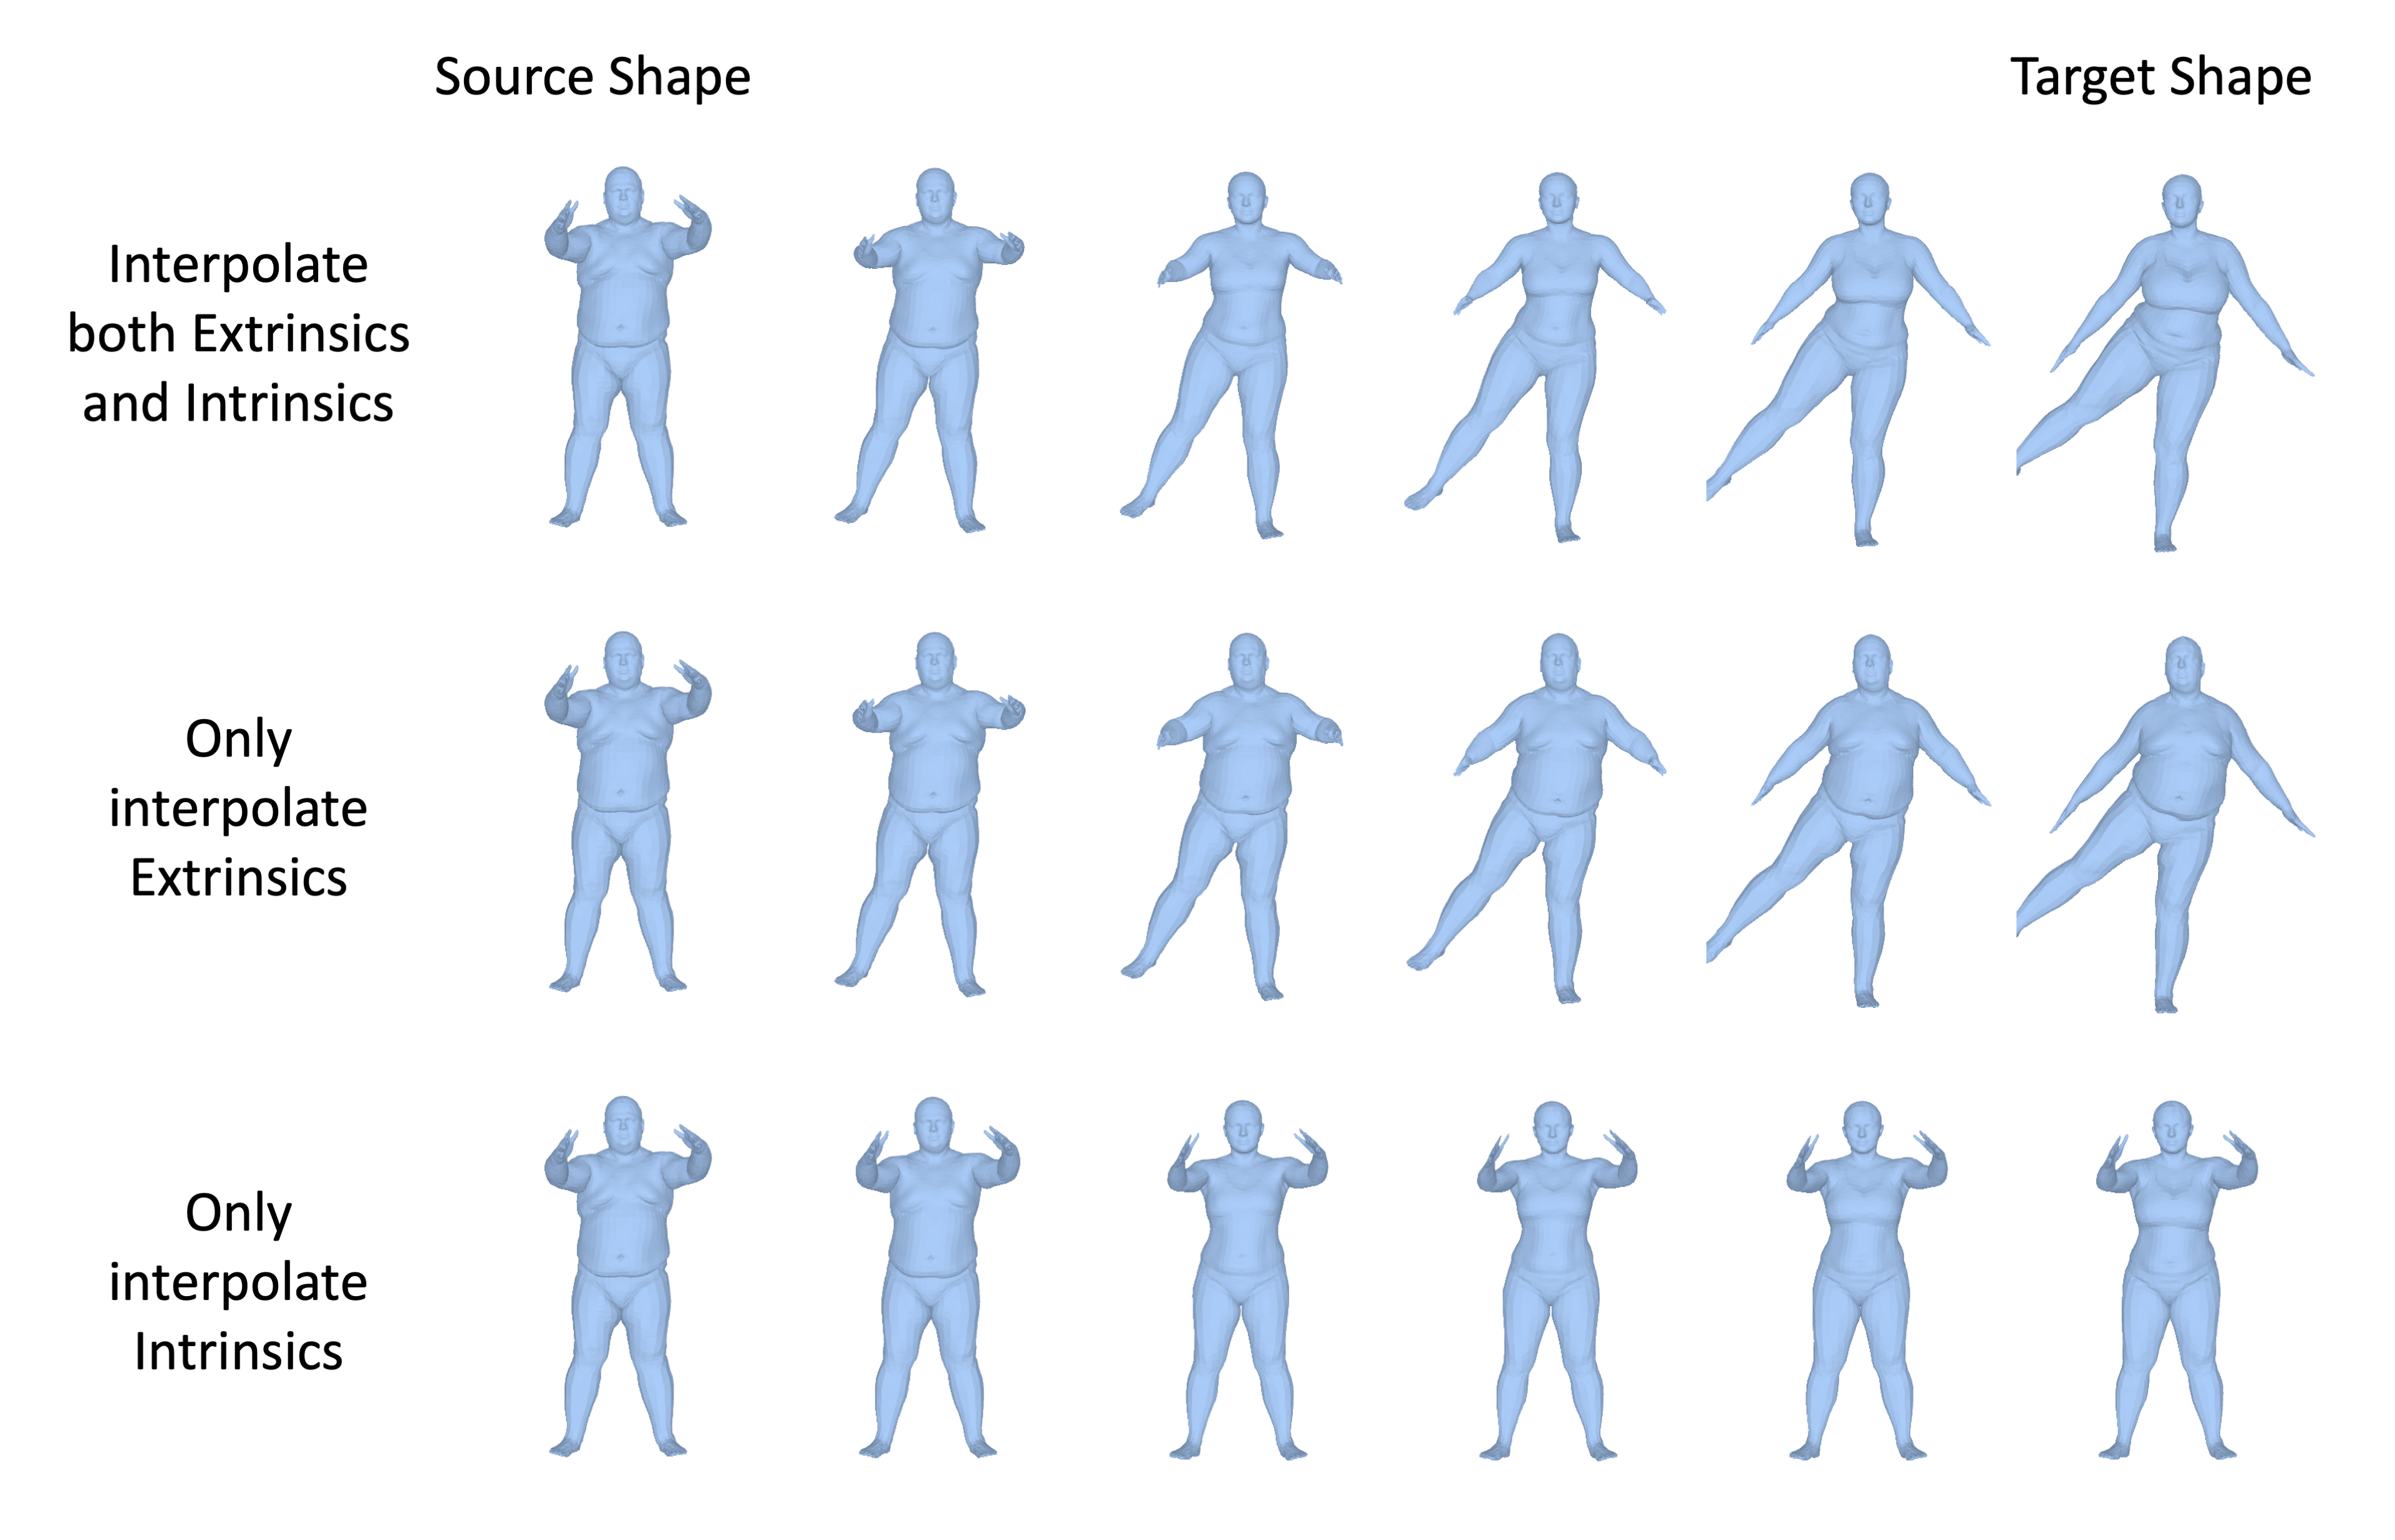 Source Shape
Target Shape
Interpolate
both Extrinsics
and Intrinsics
Only
interpolate
Extrinsics
Only
interpolate
Intrinsics